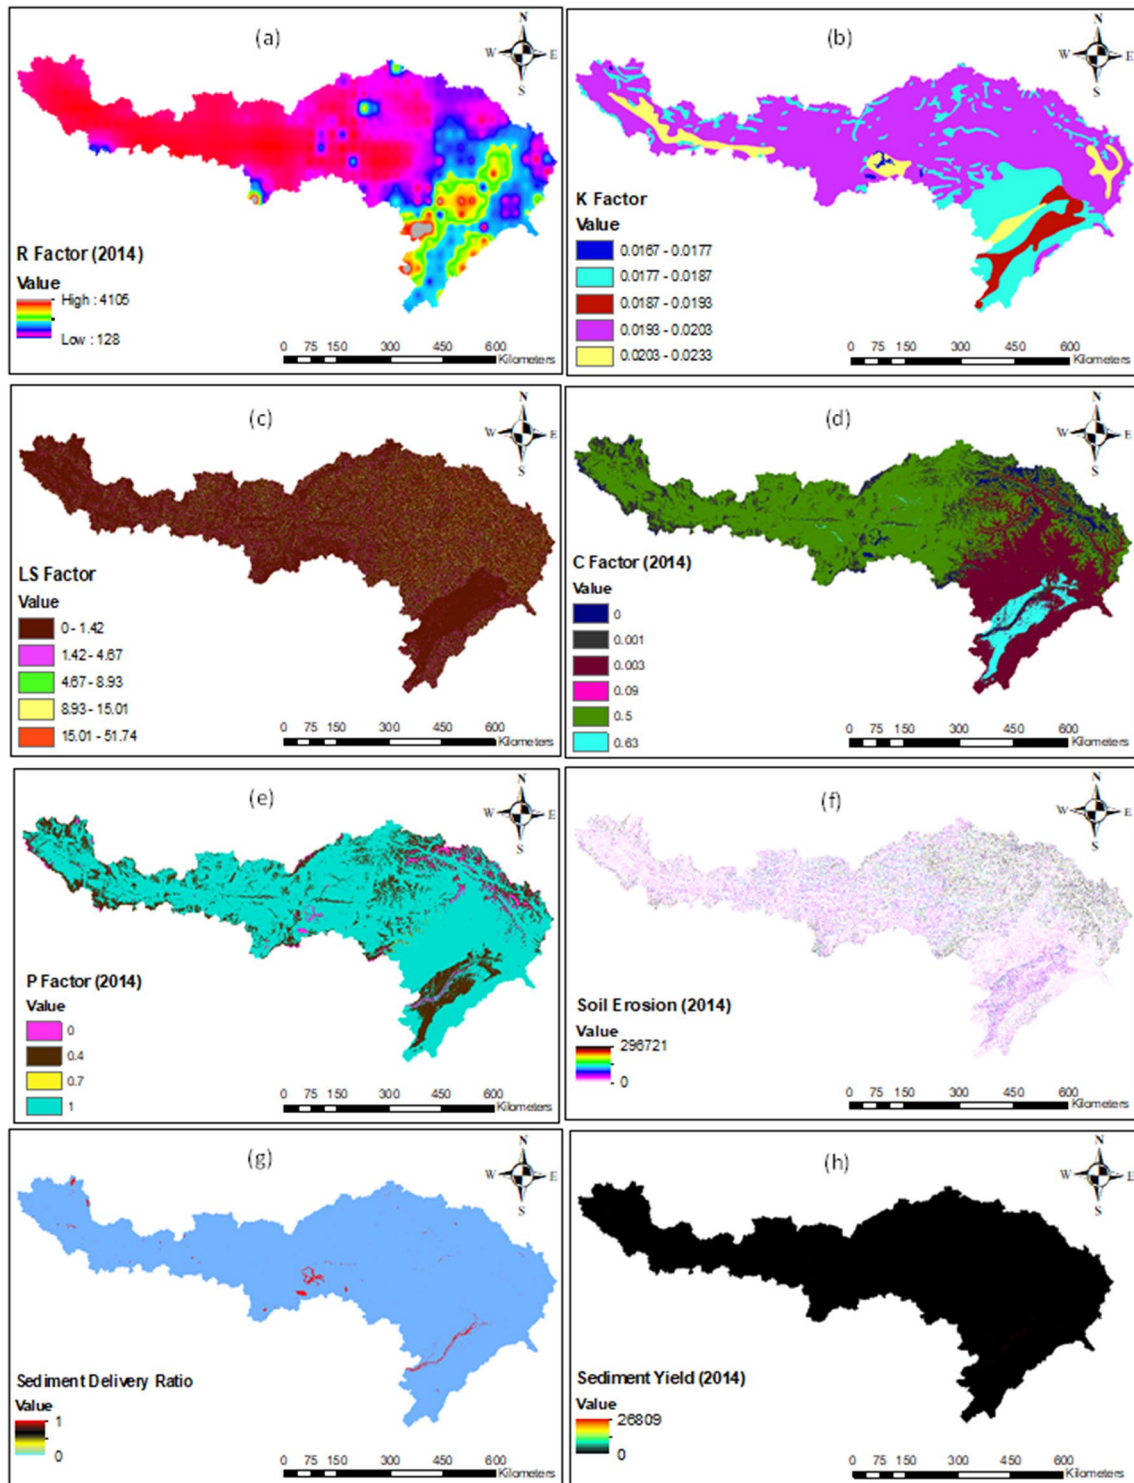 (a)
N
W E
S
R Factor (2014)
Value
High : 4105
Low : 128
0 75 150 300 450 600
Kilometers
(b)
N
W E
S
K Factor
Value
0.0167 - 0.0177
0.0177 - 0.0187
0.0187 - 0.0193
0.0193 - 0.0203
0.0203 - 0.0233
0 75 150 300 450 600
Kilometers
(c)
N
W E
S
LS Factor
Value
0 - 1.42
1.42 - 4.67
4.67 - 8.93
8.93 - 15.01
15.01 - 51.74
0 75 150 300 450 600
Kilometers
(d)
N
W E
S
C Factor (2014)
Value
0
0.001
0.003
0.09
0.5
0.63
0 75 150 300 450 600
Kilometers
(e)
N
W E
S
P Factor (2014)
Value
0
0.4
0.7
1
0 75 150 300 450 600
Kilometers
(f)
N
W E
S
Soil Erosion (2014)
Value
296721
0
0 75 150 300 450 600
Kilometers
(g)
N
W E
S
Sediment Delivery Ratio
Value
1
0
0 75 150 300 450 600
Kilometers
(h)
N
W E
S
Sediment Yield (2014)
Value
26809
0
0 75 150 300 450 600
Kilometers